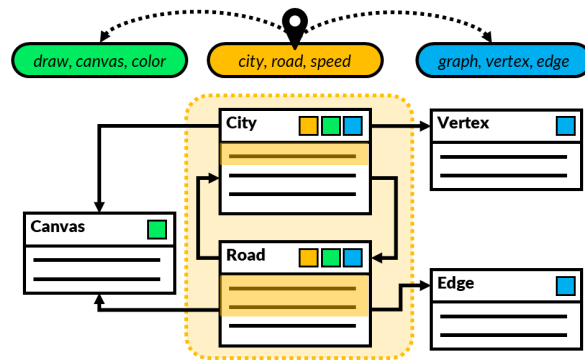 draw, canvas, color
city, road, speed
graph, vertex, edge
City
Vertex
Canvas
Road
Edge